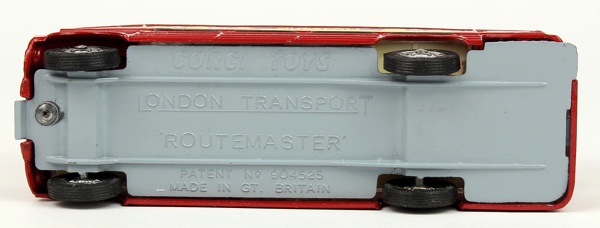 CORGI TOYS
LONDON TRANSPORT
'ROUTEMASTER'
PATENT Nº 904525
MADE IN GT. BRITAIN